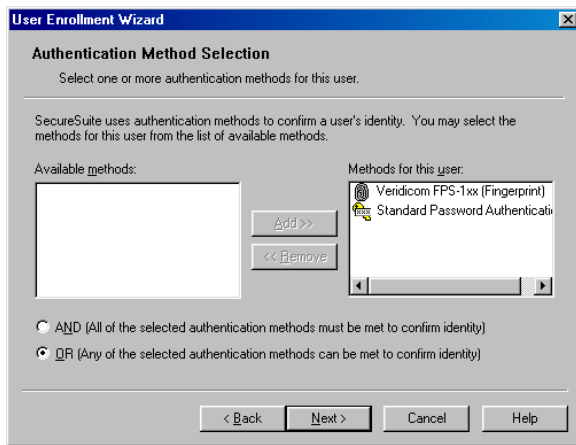 User Enrollment Wizard
Authentication Method Selection
Select one or more authentication methods for this user.
SecureSuite uses authentication methods to confirm a user's identity. You may select the
methods for this user from the list of available methods.
Available methods:
Methods for this user:
Veridicom FPS-1xx (Fingerprint)
Standard Password Authenticati
Add >>
<< Remove
AND (All of the selected authentication methods must be met to confirm identity)
OR (Any of the selected authentication methods can be met to confirm identity)
< Back
Next >
Cancel
Help